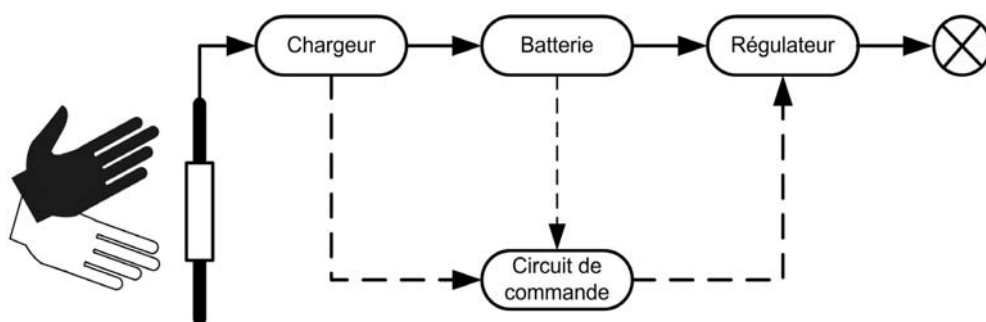 Chargeur
Batterie
Régulateur
Circuit de
commande